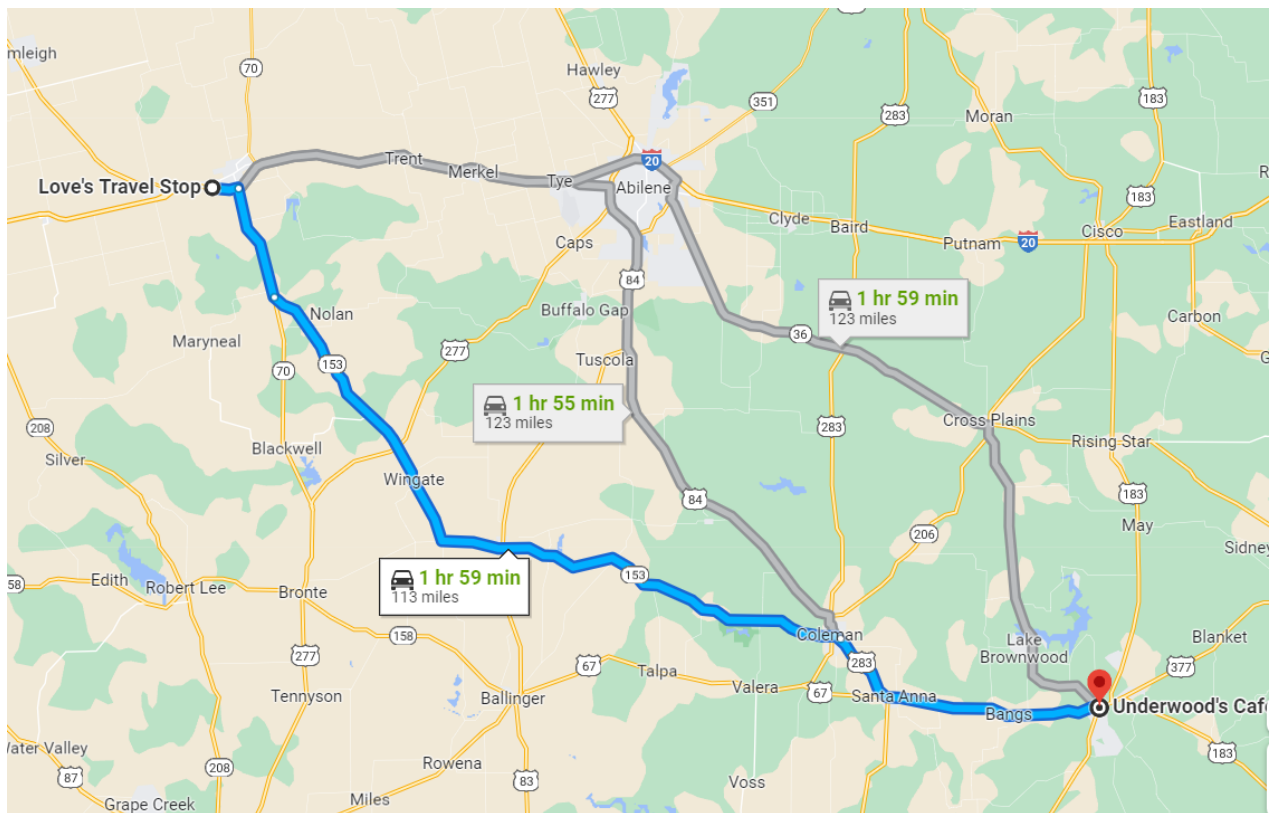 mleigh
70
Hawley
277
351
283
183
Moran
183
Love's Travel Stop
Trent
Merkel
Tye
20
Abilene
Clyde
Baird
Putnam
20
Cisco
Eastland
183
Caps
84
Buffalo Gap
1 hr 59 min
123 miles
36
Carbon
Nolan
Maryneal
153
70
277
Tuscola
1 hr 55 min
123 miles
283
Cross Plains
Rising Star
208
Silver
Blackwell
Wingate
84
183
May
206
Sidney
58
Edith
Robert Lee
Bronte
1 hr 59 min
113 miles
153
158
277
Tennyson
Ballinger
67
Talpa
Valera
67
Coleman
283
Santa Anna
Bangs
Lake
Brownwood
Blanket
377
Underwood's Caf
183
Water Valley
87
208
Grape Creek
Rowena
Miles
83
Voss